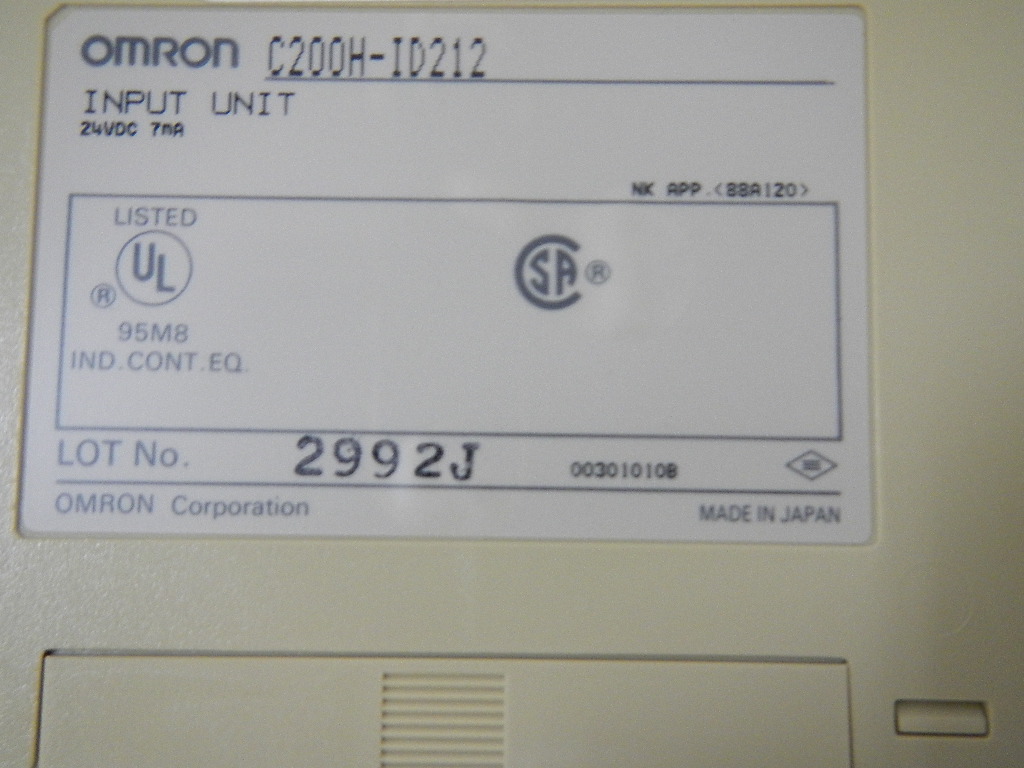 OMRON C200H-ID212
INPUT UNIT
24VDC 7mA
NK APP.<88A120>
LISTED
UL
®
95M8
IND.CONT.EQ.
SA ®
LOT No. 2992J 00301010B
OMRON Corporation MADE IN JAPAN